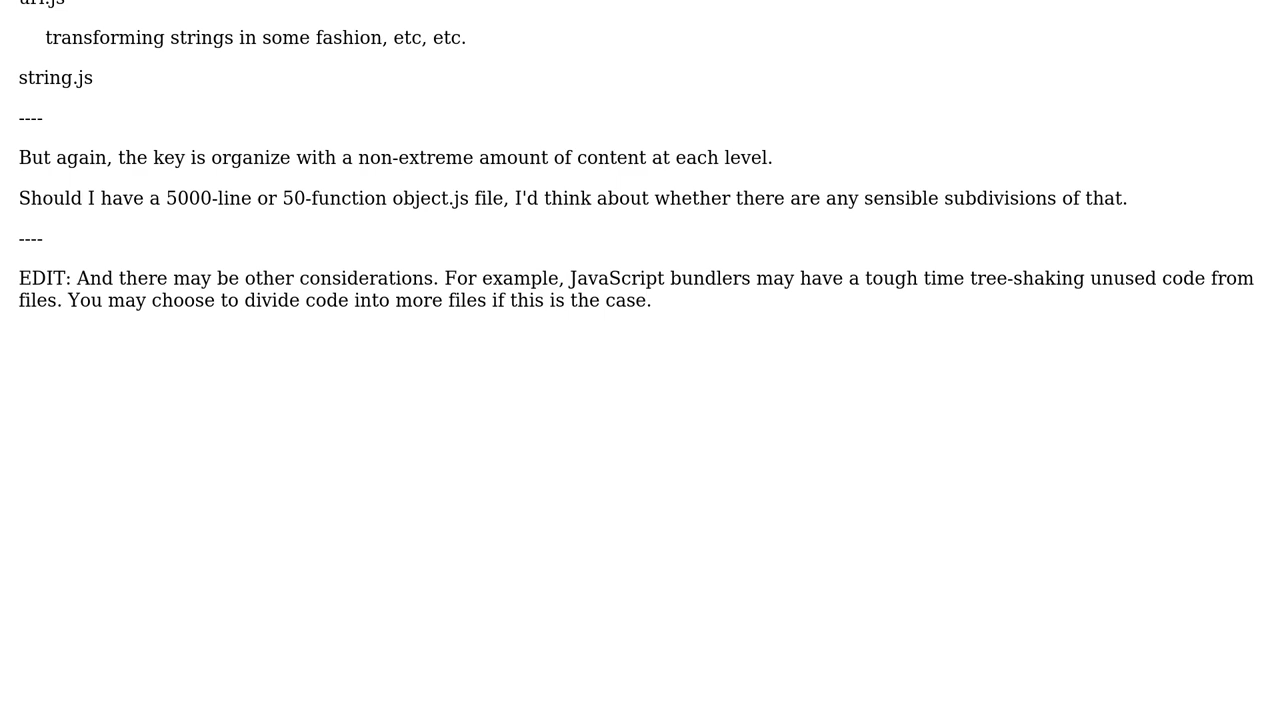 url.js
transforming strings in some fashion, etc, etc.
string.js
----
But again, the key is organize with a non-extreme amount of content at each level.
Should I have a 5000-line or 50-function object.js file, I'd think about whether there are any sensible subdivisions of that.
----
EDIT: And there may be other considerations. For example, JavaScript bundlers may have a tough time tree-shaking unused code from
files. You may choose to divide code into more files if this is the case.